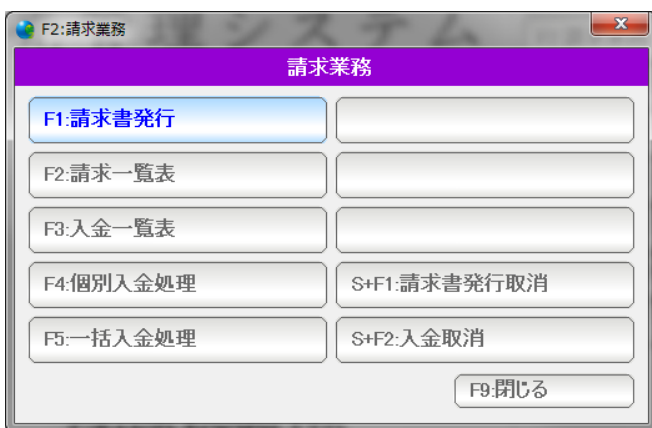 F2:請求業務
請求業務
F1:請求書発行
F2:請求一覧表
F3:入金一覧表
F4:個別入金処理
S+F1:請求書発行取消
F5:一括入金処理
S+F2:入金取消
F9:閉じる